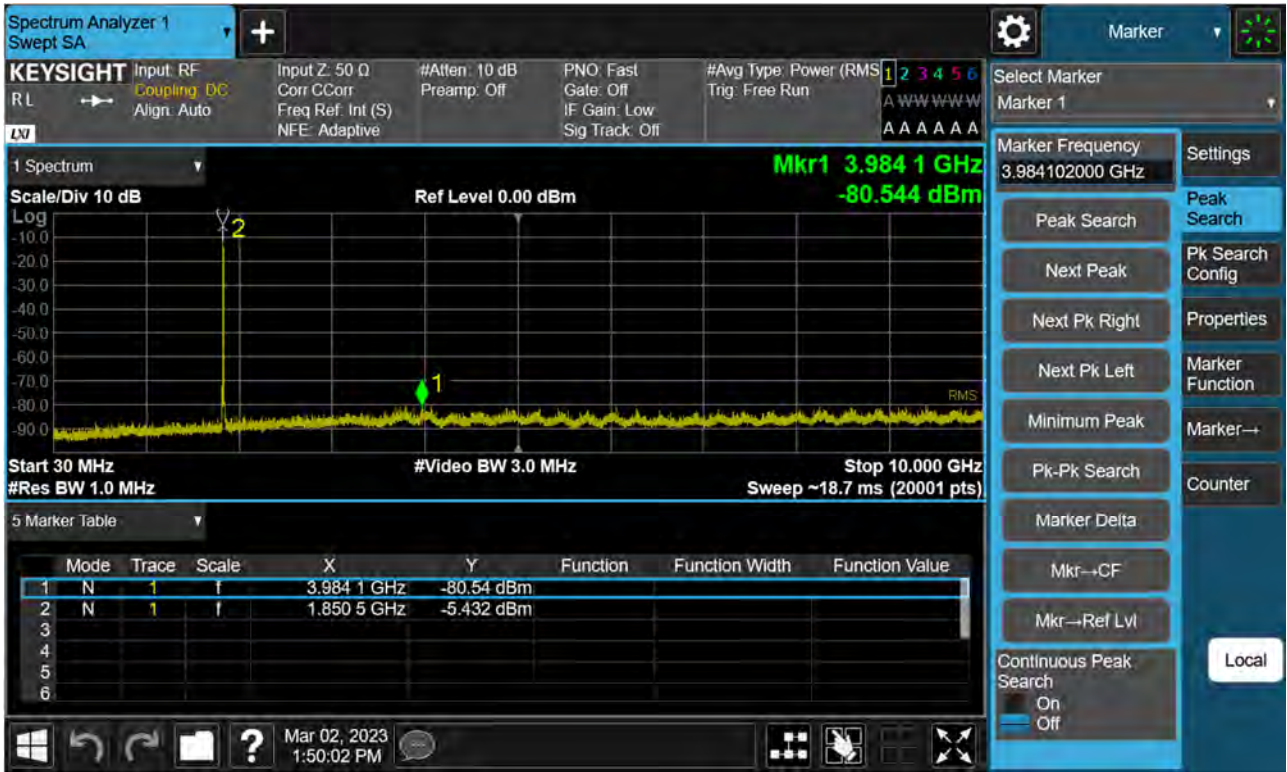 Spectrum Analyzer 1
Swept SA
+
Marker
KEYSIGHT
RL
LXI
Input: RF
Coupling: DC
Align: Auto
Input Z: 50 Ω
Corr CCorr
Freq Ref: Int (S)
NFE: Adaptive
#Atten: 10 dB
Preamp: Off
PNO: Fast
Gate: Off
IF Gain: Low
Sig Track: Off
#Avg Type: Power (RMS
Trig: Free Run
1 2 3 4 5 6
A W W W W W
A A A A A A
Select Marker
Marker 1
1 Spectrum
Mkr1 3.984 1 GHz
-80.544 dBm
Scale/Div 10 dB
Ref Level 0.00 dBm
Log
-10.0
-20.0
-30.0
-40.0
-50.0
-60.0
-70.0
-80.0
-90.0
2
1
RMS
Start 30 MHz
#Video BW 3.0 MHz
Stop 10.000 GHz
#Res BW 1.0 MHz
Sweep ~18.7 ms (20001 pts)
5 Marker Table
Mode Trace Scale X Y Function Function Width Function Value
1 N 1 f 3.984 1 GHz -80.54 dBm
2 N 1 f 1.850 5 GHz -5.432 dBm
3
4
5
6
Marker Frequency
3.984102000 GHz
Peak Search
Next Peak
Next Pk Right
Next Pk Left
Minimum Peak
Pk-Pk Search
Marker Delta
Mkr→CF
Mkr→Ref Lvl
Continuous Peak
Search
On
Off
Settings
Peak
Search
Pk Search
Config
Properties
Marker
Function
Marker→
Counter
Local
?
Mar 02, 2023
1:50:02 PM